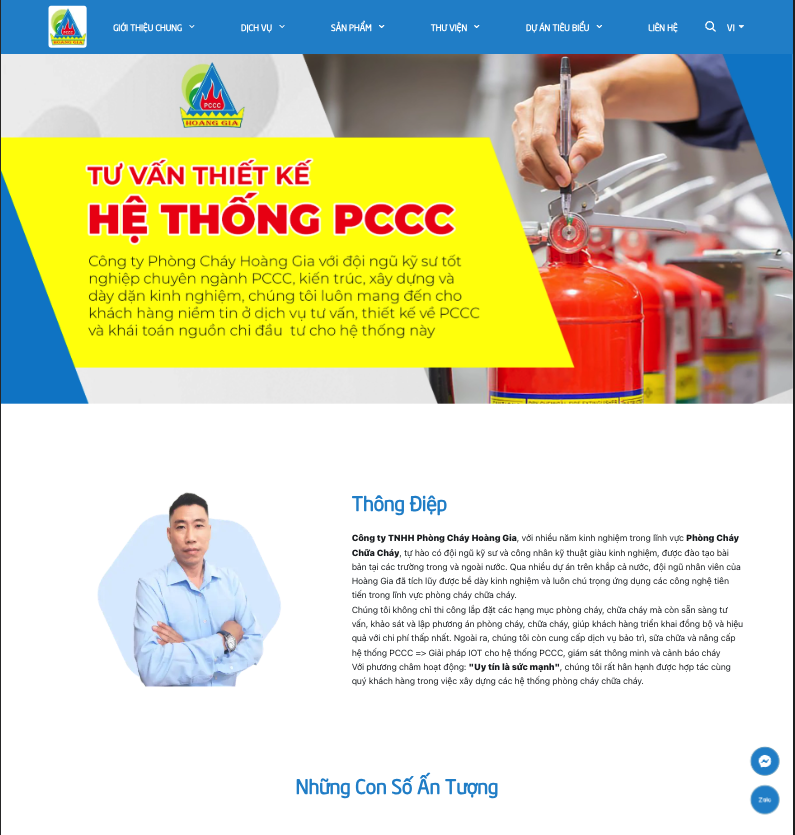 PCCC
HOÀNG GIA
GIỚI THIỆU CHUNG
DỊCH VỤ
SẢN PHẨM
THƯ VIỆN
DỰ ÁN TIÊU BIỂU
LIÊN HỆ
VI
PCCC
HOÀNG GIA
TƯ VẤN THIẾT KẾ
HỆ THỐNG PCCC
Công ty Phòng Cháy Hoàng Gia với đội ngũ kỹ sư tốt
nghiệp chuyên ngành PCCC, kiến trúc, xây dựng và
dày dặn kinh nghiệm, chúng tôi luôn mang đến cho
khách hàng niềm tin ở dịch vụ tư vấn, thiết kế về PCCC
và khái toán nguồn chi đầu tư cho hệ thống này
Thông Điệp
Công ty TNHH Phòng Cháy Hoàng Gia, với nhiều năm kinh nghiệm trong lĩnh vực Phòng Cháy
Chữa Cháy, tự hào có đội ngũ kỹ sư và công nhân kỹ thuật giàu kinh nghiệm, được đào tạo bài
bản tại các trường trong và ngoài nước. Qua nhiều dự án trên khắp cả nước, đội ngũ nhân viên của
Hoàng Gia đã tích lũy được bề dày kinh nghiệm và luôn chú trọng ứng dụng các công nghệ tiên
tiến trong lĩnh vực phòng cháy chữa cháy.
Chúng tôi không chỉ thi công lắp đặt các hạng mục phòng cháy, chữa cháy mà còn sẵn sàng tư
vấn, khảo sát và lập phương án phòng cháy, chữa cháy, giúp khách hàng triển khai đồng bộ và hiệu
quả với chi phí thấp nhất. Ngoài ra, chúng tôi còn cung cấp dịch vụ bảo trì, sữa chữa và nâng cấp
hệ thống PCCC => Giải pháp IOT cho hệ thống PCCC, giám sát thông minh và cảnh báo cháy
Với phương châm hoạt động: "Uy tín là sức mạnh", chúng tôi rất hân hạnh được hợp tác cùng
quý khách hàng trong việc xây dựng các hệ thống phòng cháy chữa cháy.
Những Con Số Ấn Tượng
Zalo